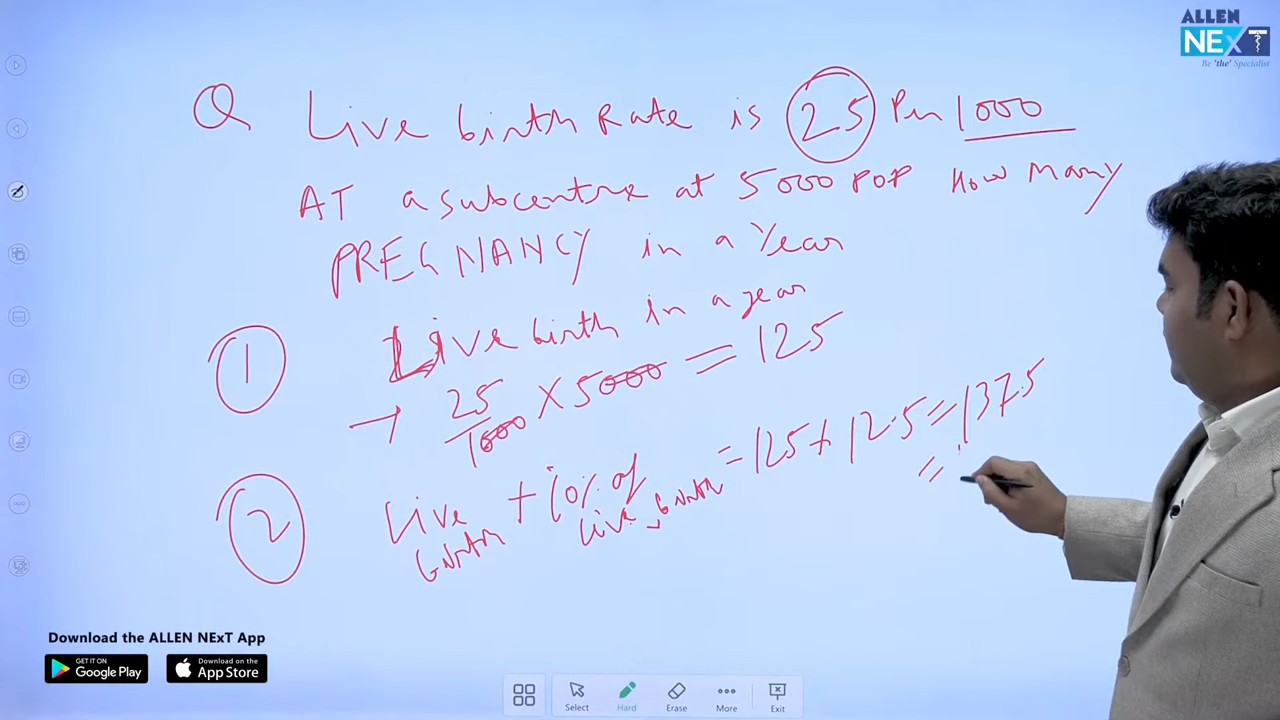 ALLEN
NEXT
Be 'the' Specialist
Q Live birth Rate is 25 Per 1000
AT a subcentre at 5000 POP How Many
PREGNANCY in a Year
1 Live birth in a year
→ 25/1000 × 5000 = 125
2 Live birth + 10% of Live birth = 125 + 12.5 = 137.5
=
Download the ALLEN NExT App
GET IT ON Google Play
Download on the App Store
Select Hard Erase More Exit